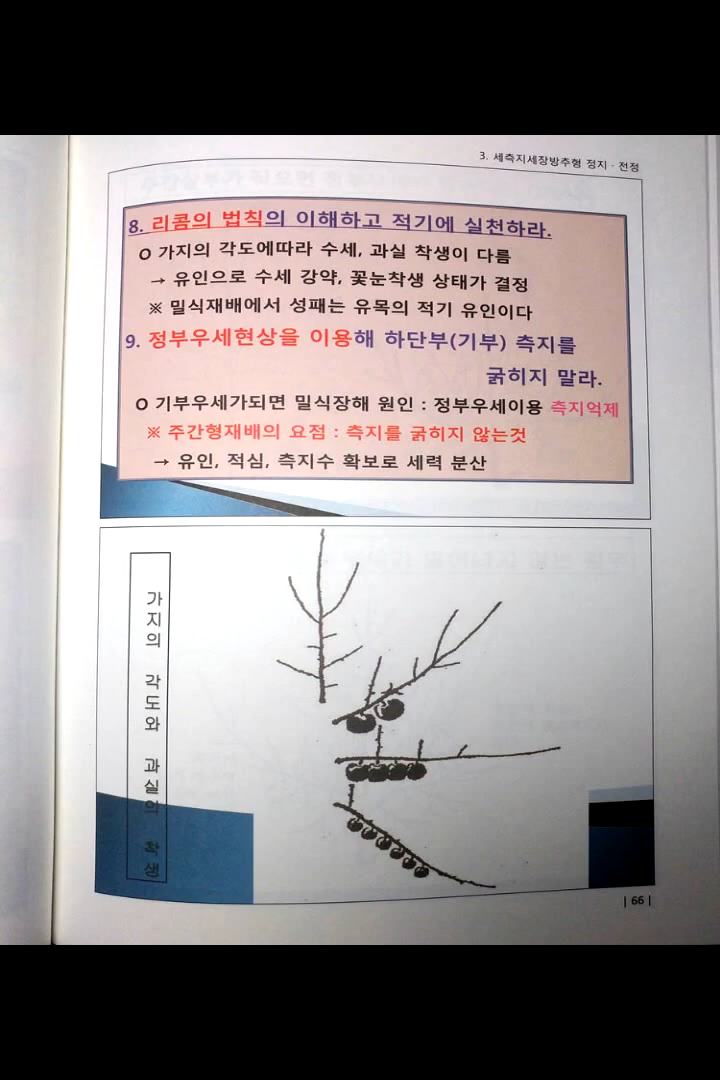 3. 세측지세장방추형 정지 · 전정
8. 리콤의 법칙의 이해하고 적기에 실천하라.
O 가지의 각도에따라 수세, 과실 착생이 다름
→ 유인으로 수세 강약, 꽃눈착생 상태가 결정
※ 밀식재배에서 성패는 유목의 적기 유인이다
9. 정부우세현상을 이용해 하단부(기부) 측지를
굵히지 말라.
O 기부우세가되면 밀식장해 원인 : 정부우세이용 측지억제
※ 주간형재배의 요점 : 측지를 굵히지 않는것
→ 유인, 적심, 측지수 확보로 세력 분산
가지의 각도와 과실의 착생
| 66 |